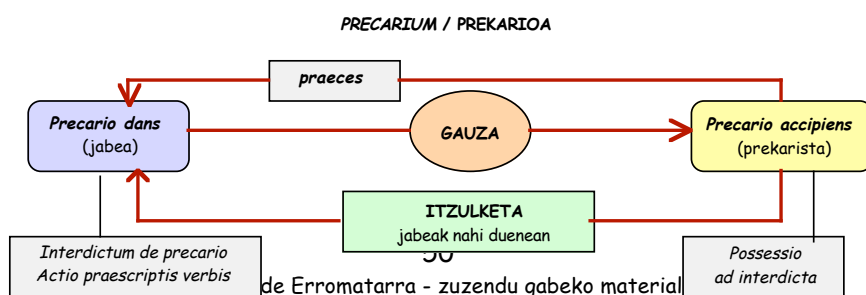 PRECARIUM / PREKARIOA
praeces
Precario dans
(jabea)
GAUZA
Precario accipiens
(prekarista)
ITZULKETA
jabeak nahi duenean
Interdictum de precario
Actio praescriptis verbis
Possessio
ad interdicta
de Erromatarra - zuzendu gabeko material